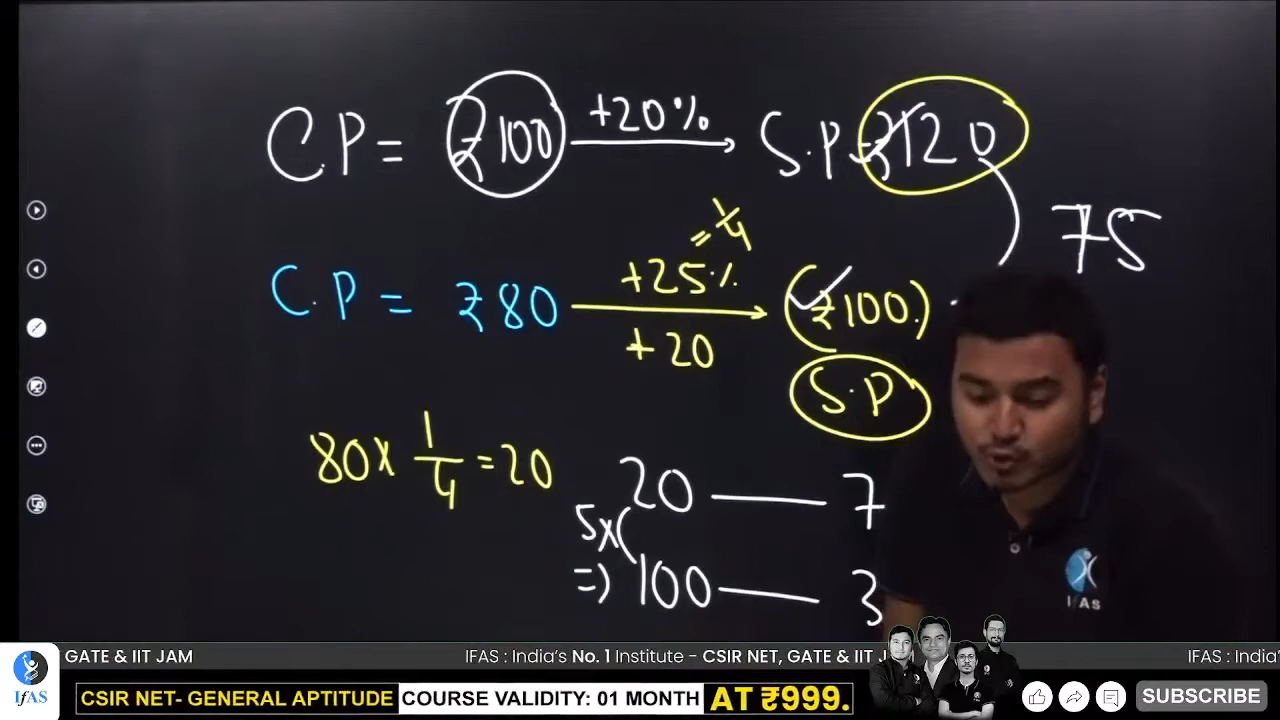 C.P = ₹100 +20% S.P = ₹120
= 1/4
75
C.P = ₹80 +25% (₹100.)
+20
S.P
80 × 1/4 = 20
20 — 7
5×(
=> 100 — 3
IFAS
GATE & IIT JAM
IFAS : India's No. 1 Institute - CSIR NET, GATE & IIT J
IFAS : India'
IFAS
CSIR NET- GENERAL APTITUDE COURSE VALIDITY: 01 MONTH AT ₹999.
SUBSCRIBE